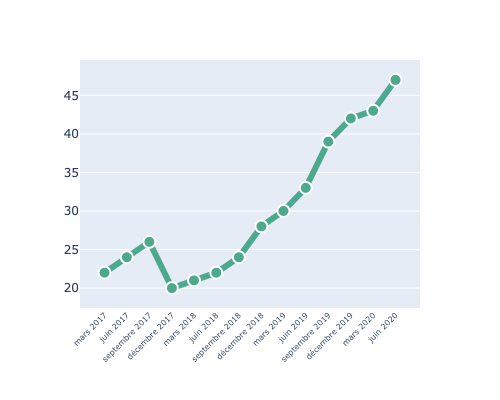 45
40
35
30
25
20
mars 2017
juin 2017
septembre 2017
décembre 2017
mars 2018
juin 2018
septembre 2018
décembre 2018
mars 2019
juin 2019
septembre 2019
décembre 2019
mars 2020
juin 2020